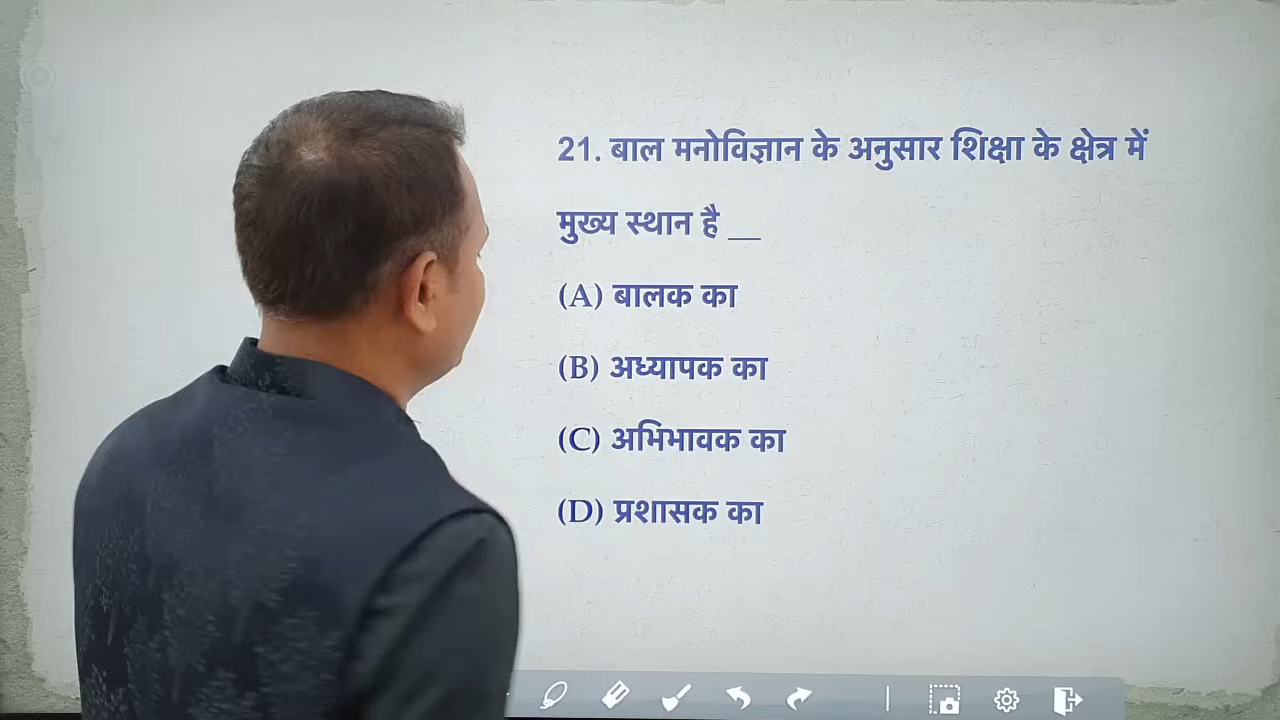 21. बाल मनोविज्ञान के अनुसार शिक्षा के क्षेत्र में
मुख्य स्थान है __
(A) बालक का
(B) अध्यापक का
(C) अभिभावक का
(D) प्रशासक का